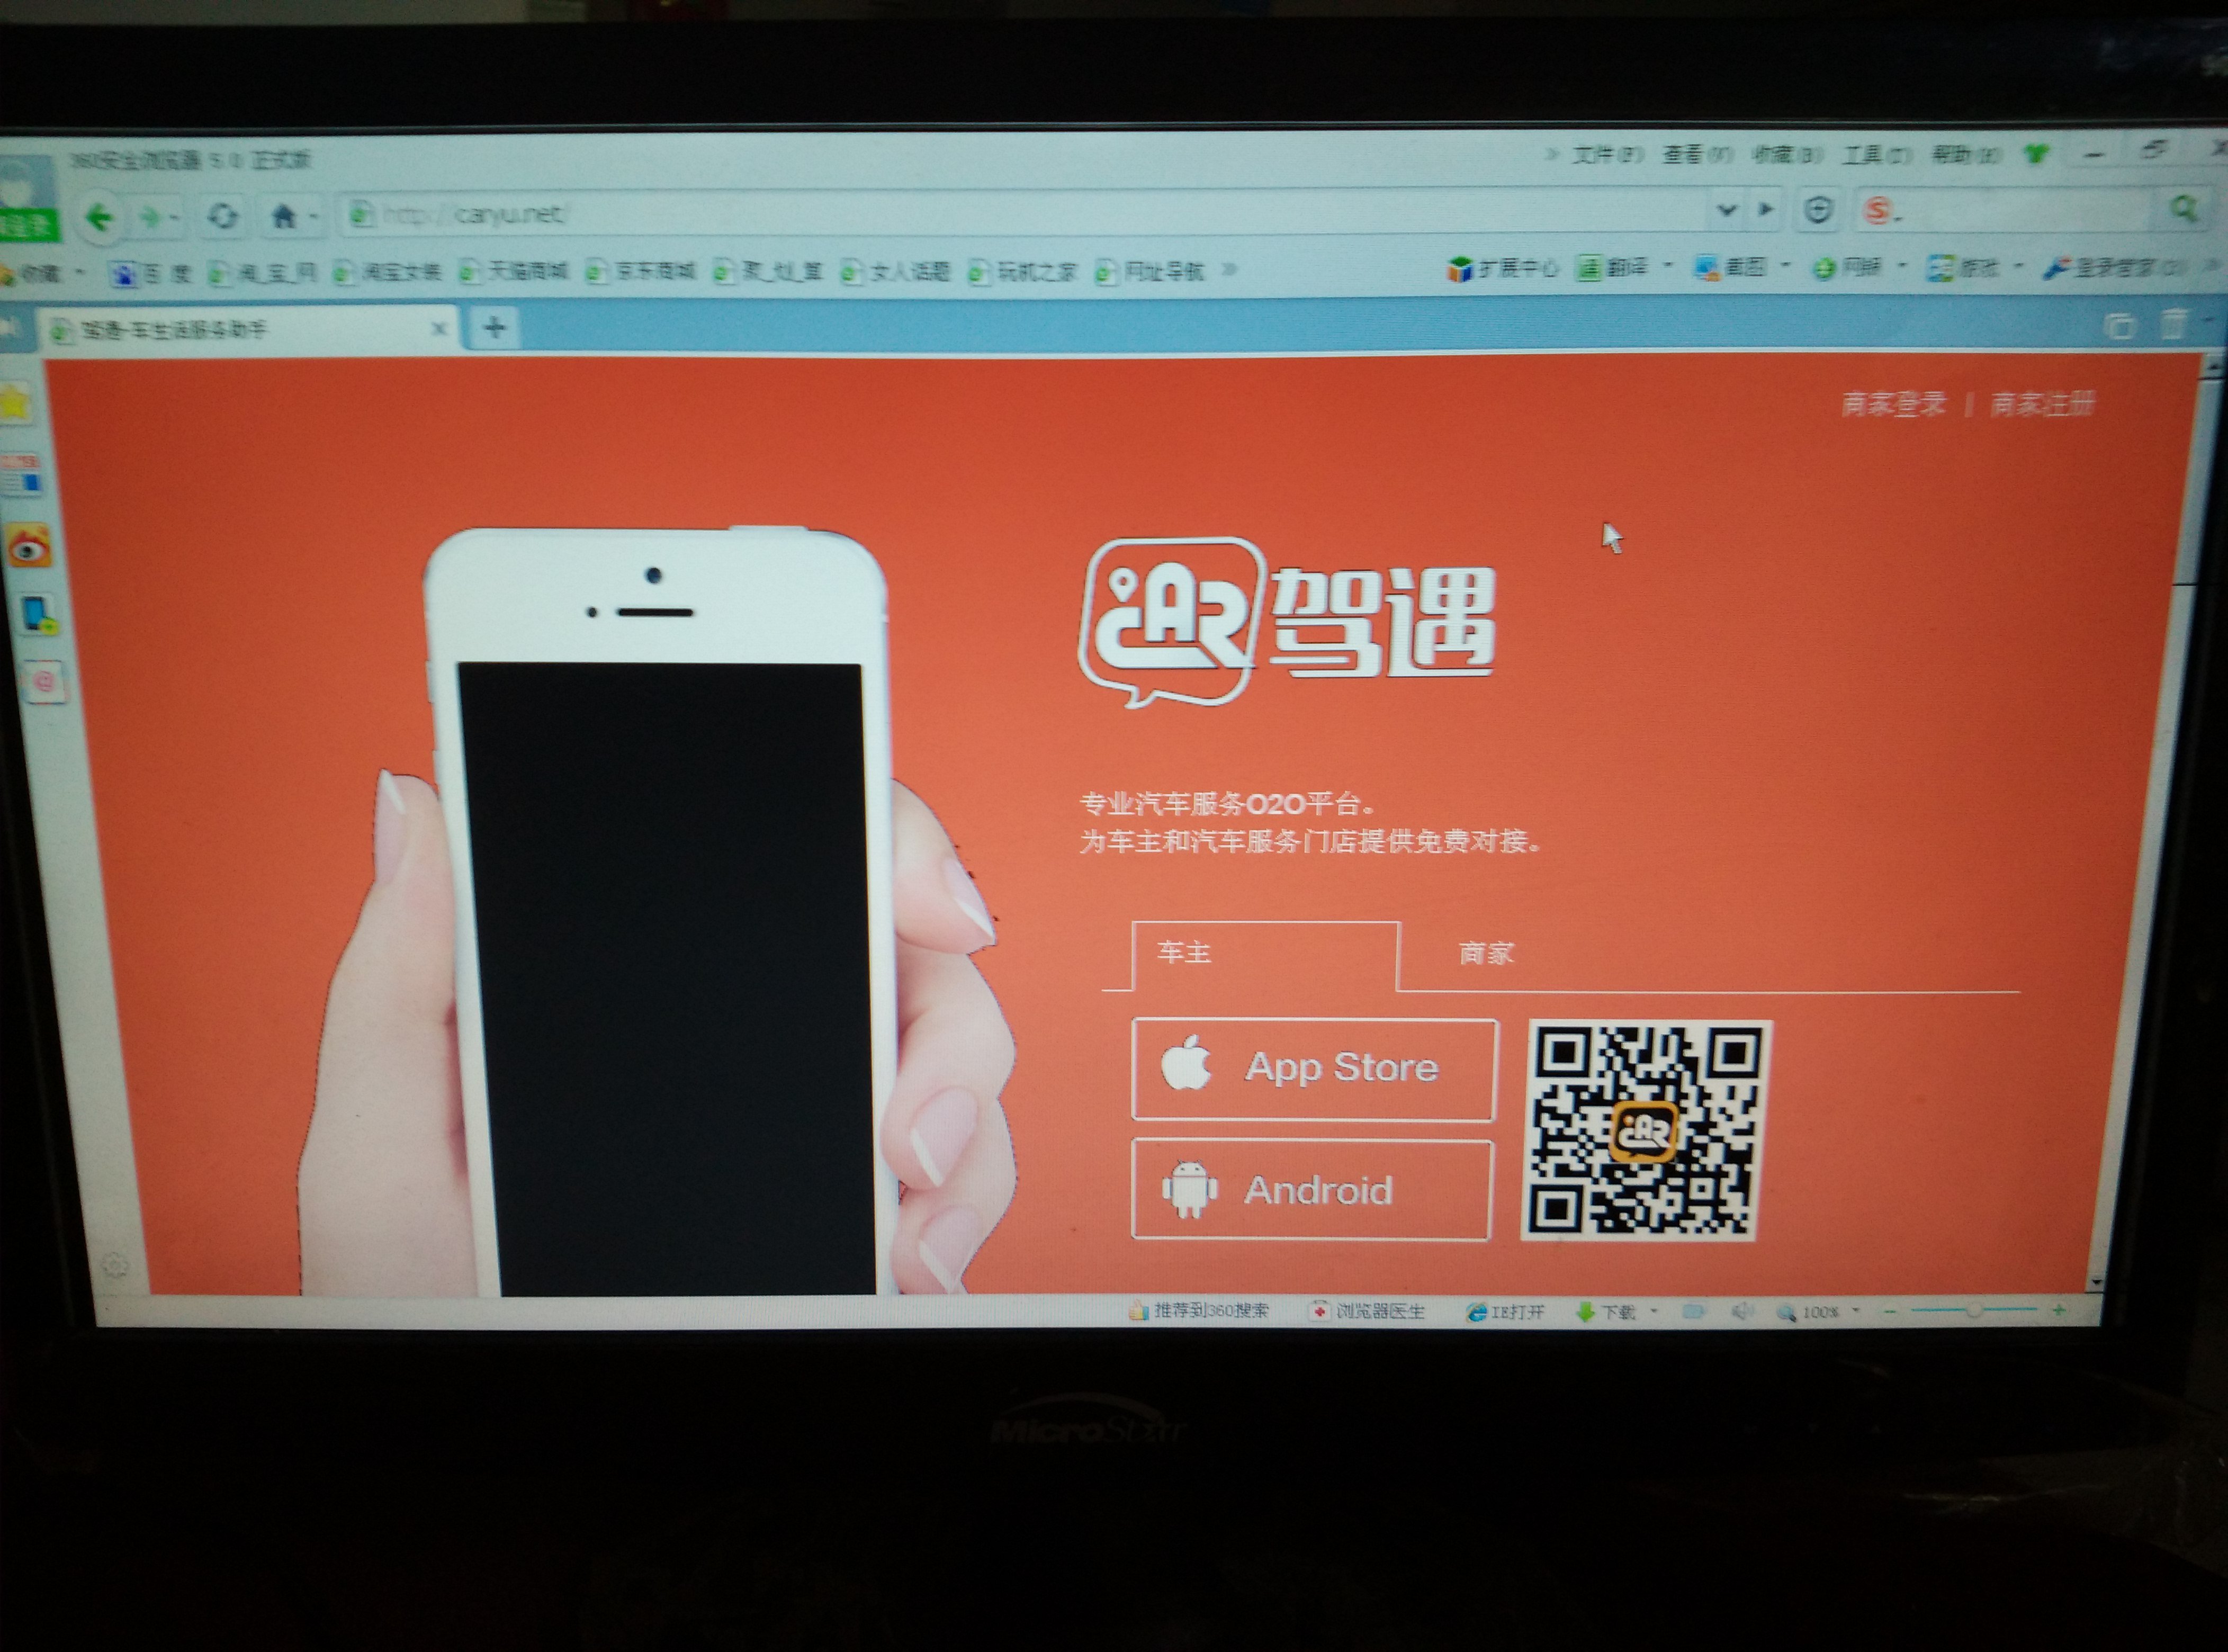 360安全浏览器 5.0 正式版
» 文件(F) 查看(V) 收藏(B) 工具(T) 帮助(H)
http://caryu.net/
收藏 百 度 淘_宝_网 淘宝女装 天猫商城 京东商城 聚_划_算 女人话题 玩机之家 网址导航 »
扩展中心 翻译 截图 网银 游戏 登录管家
驾遇-车生活服务助手
商家登录 | 商家注册
CAR 驾遇
专业汽车服务O2O平台。
为车主和汽车服务门店提供免费对接。
车主 商家
App Store
Android
CAR
推荐到360搜索 浏览器医生 IE打开 下载 100%
MicroStarr